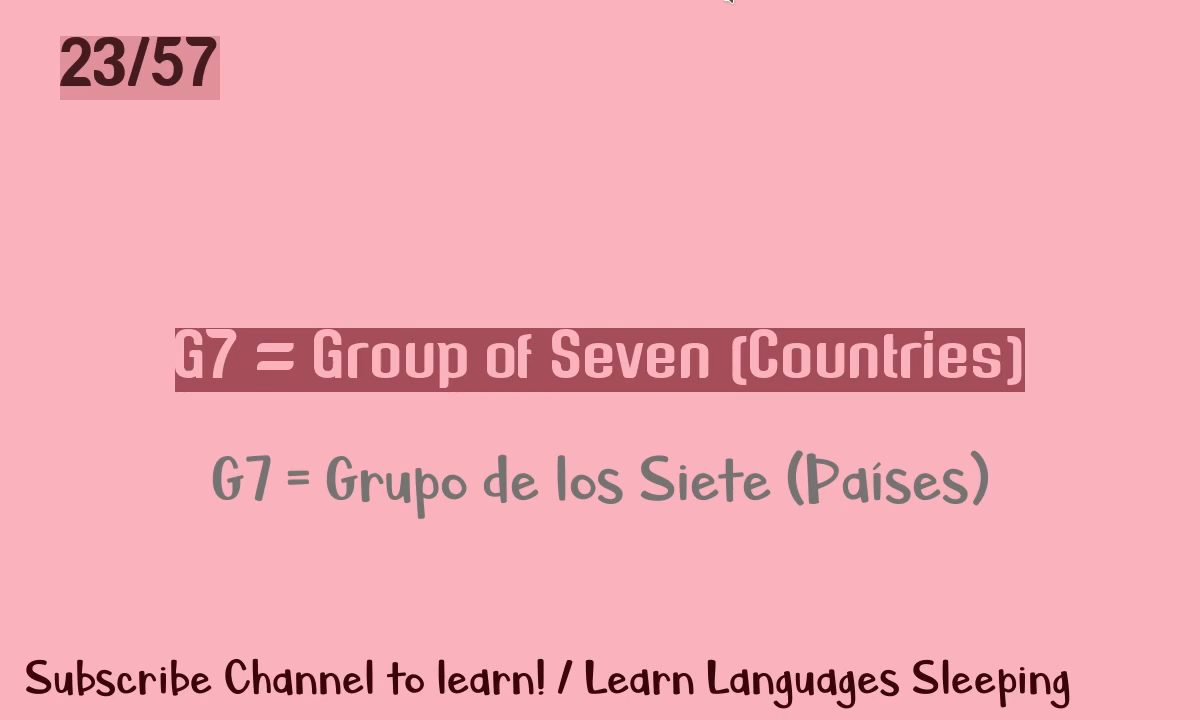 23/57
G7 = Group of Seven (Countries)
G7 = Grupo de los Siete (Países)
Subscribe Channel to learn! / Learn Languages Sleeping